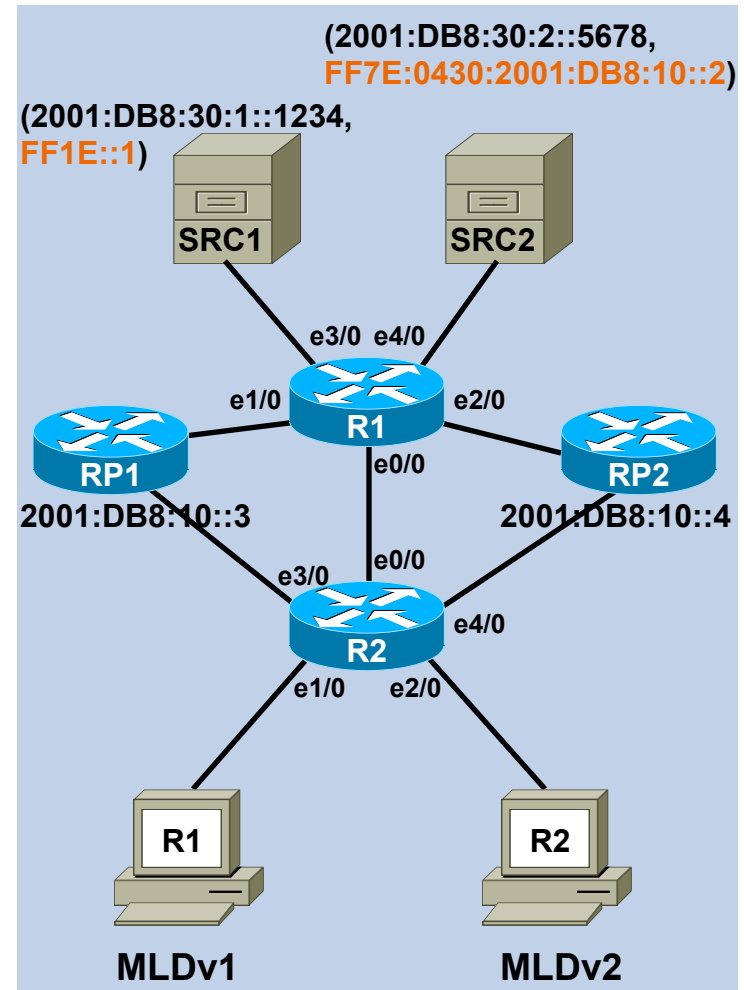 (2001:DB8:30:2::5678,
FF7E:0430:2001:DB8:10::2)
(2001:DB8:30:1::1234,
FF1E::1)
SRC1
SRC2
e3/0
e4/0
e1/0
e2/0
R1
RP1
RP2
e0/0
2001:DB8:10::3
2001:DB8:10::4
e0/0
e3/0
e4/0
R2
e1/0
e2/0
R1
R2
MLDv1
MLDv2